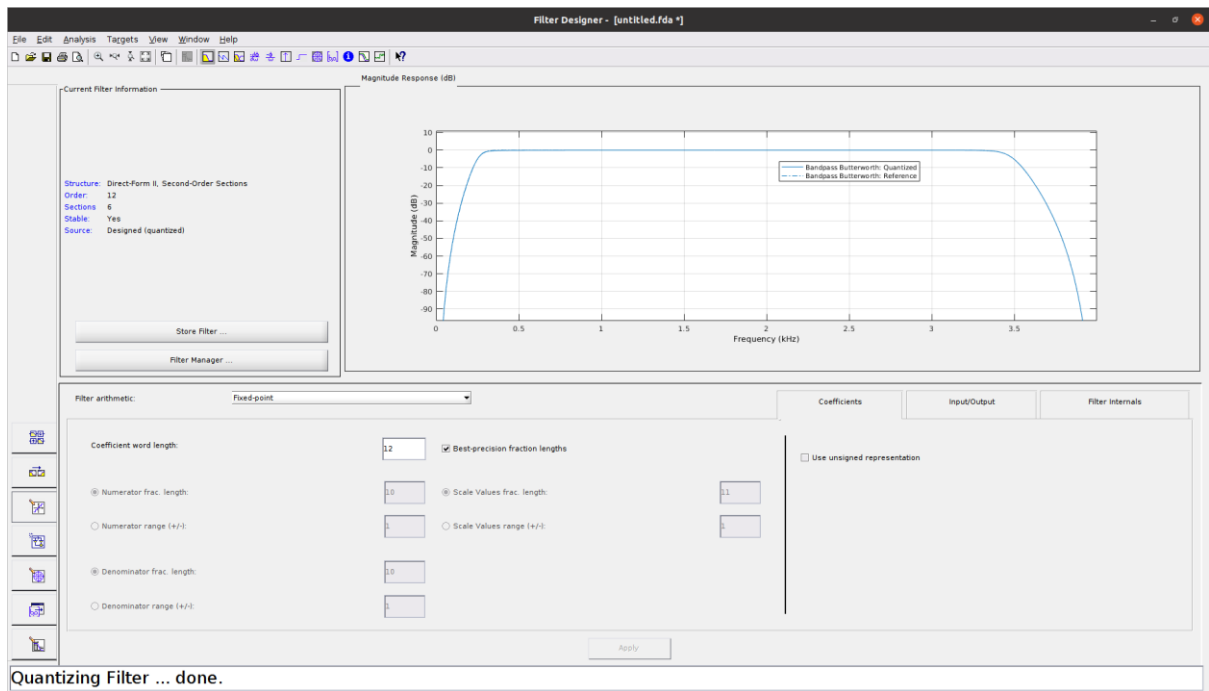 Filter Designer - [untitled.fda *]
File Edit Analysis Targets View Window Help
Current Filter Information
Structure: Direct-Form II, Second-Order Sections
Order: 12
Sections 6
Stable: Yes
Source: Designed (quantized)
Store Filter ...
Filter Manager ...
Magnitude Response (dB)
10
0
-10
-20
-30
-40
-50
-60
-70
-80
-90
Magnitude (dB)
Bandpass Butterworth: Quantized
Bandpass Butterworth: Reference
0 0.5 1 1.5 2 2.5 3 3.5
Frequency (kHz)
Filter arithmetic: Fixed-point
Coefficients Input/Output Filter Internals
Coefficient word length: 12 Best-precision fraction lengths
Use unsigned representation
Numerator frac. length: 10 Scale Values frac. length: 11
Numerator range (+/-): 1 Scale Values range (+/-): 1
Denominator frac. length: 10
Denominator range (+/-): 1
Apply
Quantizing Filter ... done.